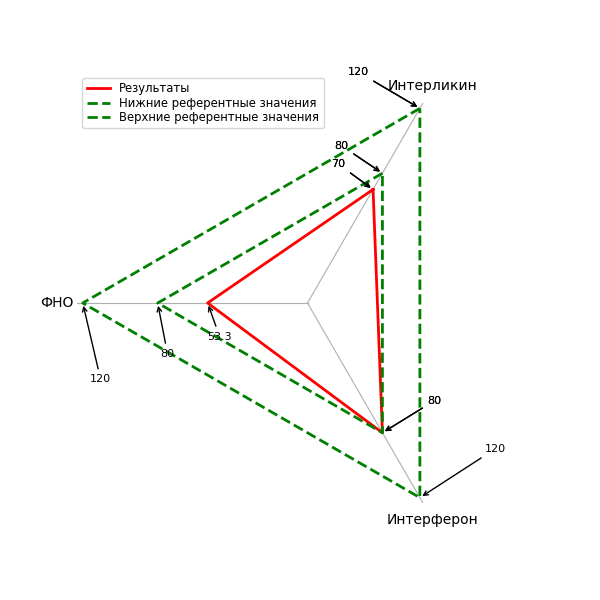 120
Интерликин
Результаты
Нижние референтные значения
Верхние референтные значения
80
70
ФНО
53.3
80
120
80
120
Интерферон